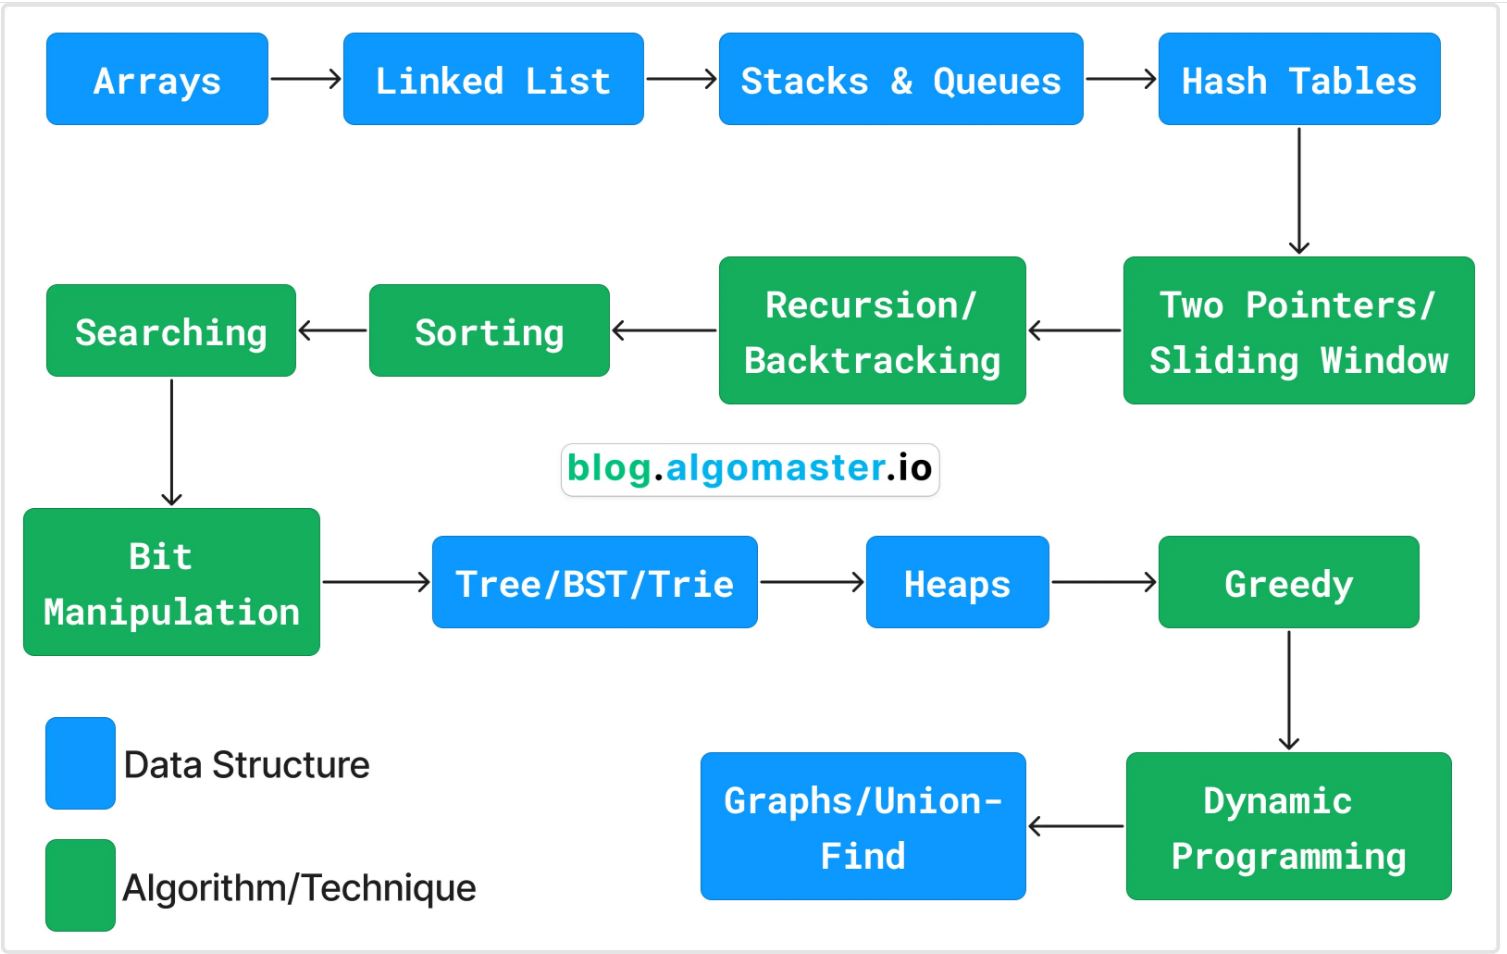 Arrays
Linked List
Stacks & Queues
Hash Tables
Two Pointers/
Sliding Window
Recursion/
Backtracking
Sorting
Searching
blog.algomaster.io
Bit
Manipulation
Tree/BST/Trie
Heaps
Greedy
Dynamic
Programming
Graphs/Union-
Find
Data Structure
Algorithm/Technique